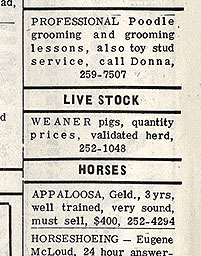 ad,
PROFESSIONAL Poodle
grooming and grooming
lessons, also toy stud
service, call Donna,
259-7507
LIVE STOCK
WEANER pigs, quantity
prices, validated herd,
252-1048
d
HORSES
APPALOOSA, Geld., 3 yrs,
well trained, very sound,
must sell, $400, 252-4294
HORSESHOEING — Eugene
McLoud, 24 hour answer-